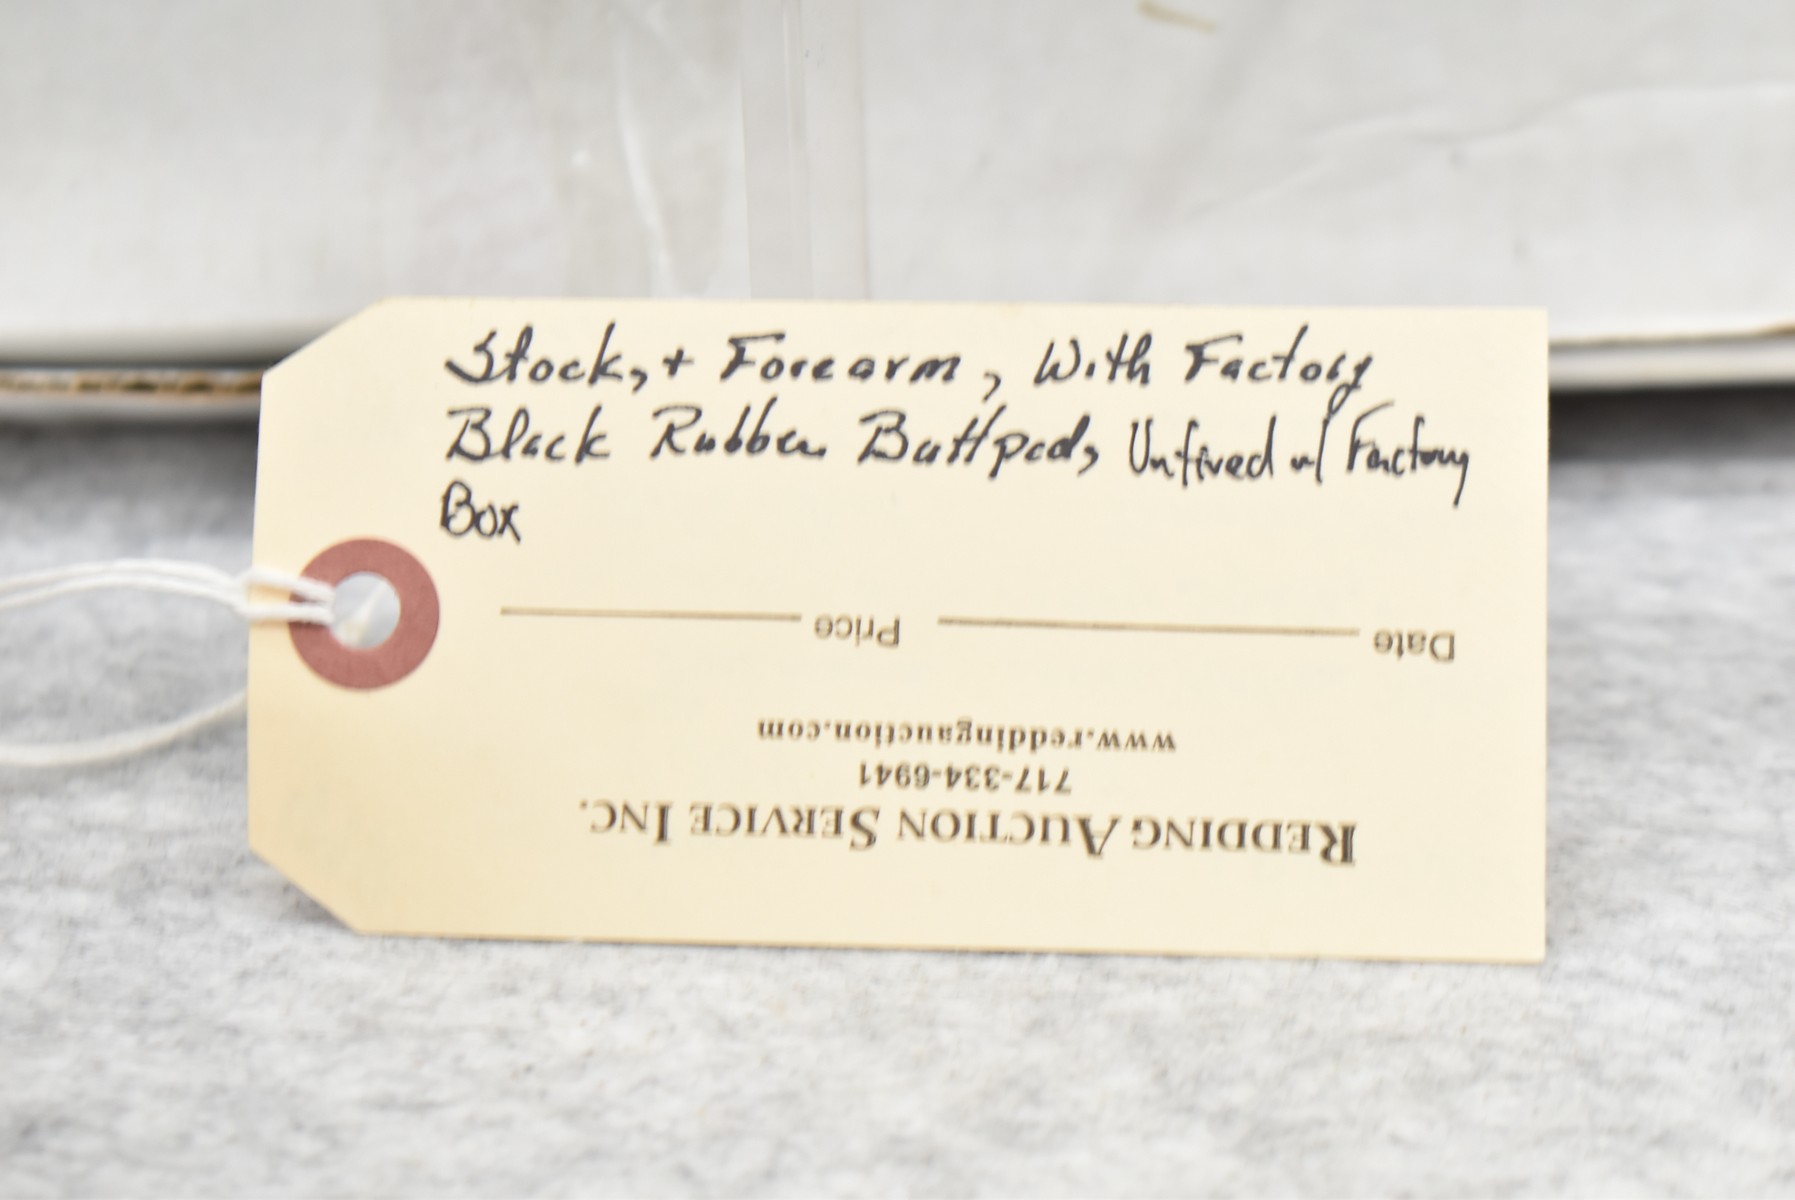 Stock, + Forearm, With Factory
Black Rubber Buttpad, Unfired w/ Factory
Box
Date Price
www.reddingauction.com
717-334-6941
REDDING AUCTION SERVICE INC.